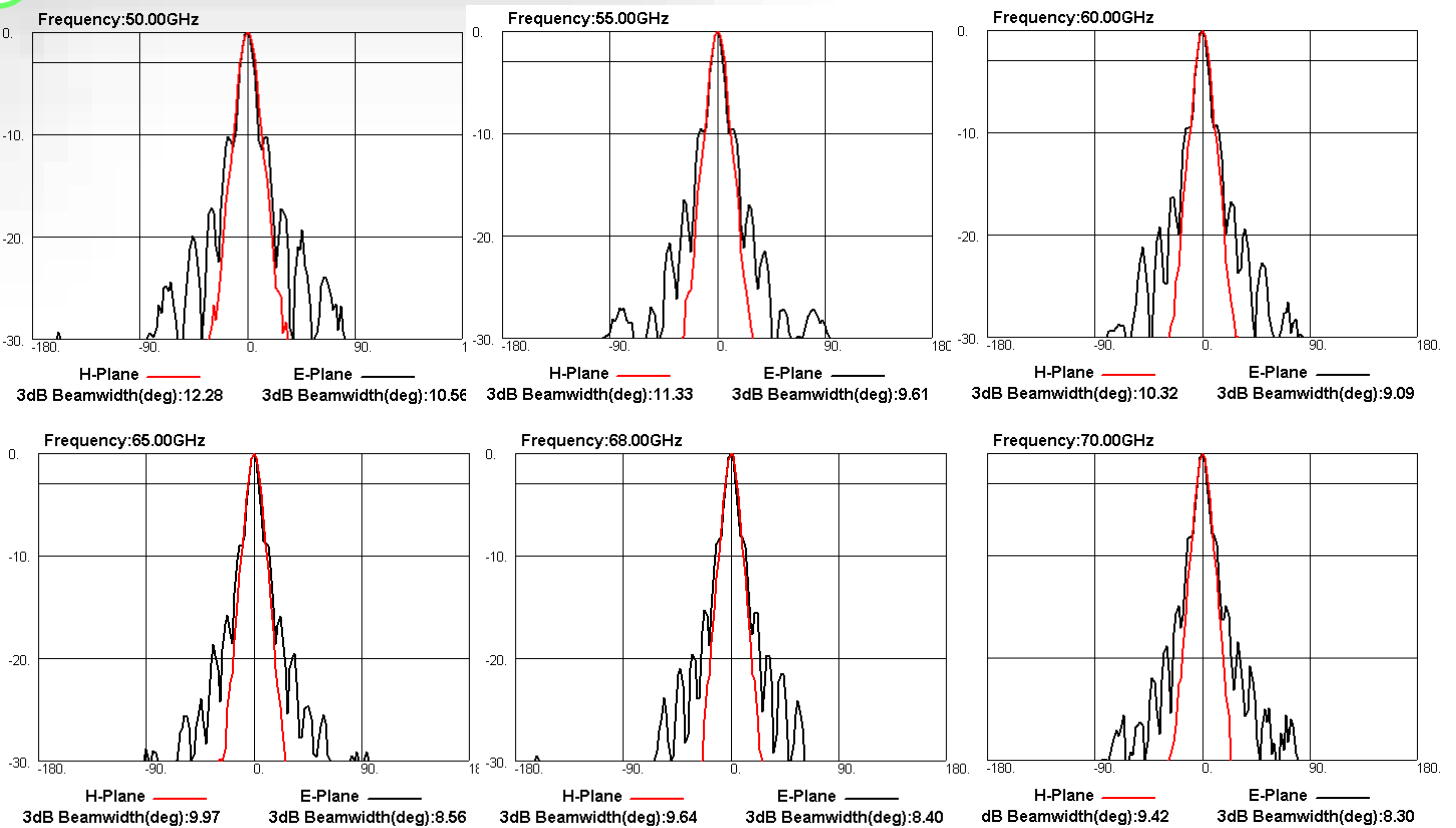 Frequency:50.00GHz
0.
-10.
-20.
-30.
-180. -90. 0. 90. 1
H-Plane E-Plane
3dB Beamwidth(deg):12.28 3dB Beamwidth(deg):10.56
Frequency:55.00GHz
0.
-10.
-20.
-30.
-180. -90. 0. 90. 180
H-Plane E-Plane
3dB Beamwidth(deg):11.33 3dB Beamwidth(deg):9.61
Frequency:60.00GHz
0.
-10.
-20.
-30.
-180. -90. 0. 90. 180.
H-Plane E-Plane
3dB Beamwidth(deg):10.32 3dB Beamwidth(deg):9.09
Frequency:65.00GHz
0.
-10.
-20.
-30.
-180. -90. 0. 90. 18
H-Plane E-Plane
3dB Beamwidth(deg):9.97 3dB Beamwidth(deg):8.56
Frequency:68.00GHz
0.
-10.
-20.
-30.
-180. -90. 0. 90. 180.
H-Plane E-Plane
3dB Beamwidth(deg):9.64 3dB Beamwidth(deg):8.40
Frequency:70.00GHz
-180. -90. 0. 90. 180.
H-Plane E-Plane
dB Beamwidth(deg):9.42 3dB Beamwidth(deg):8.30